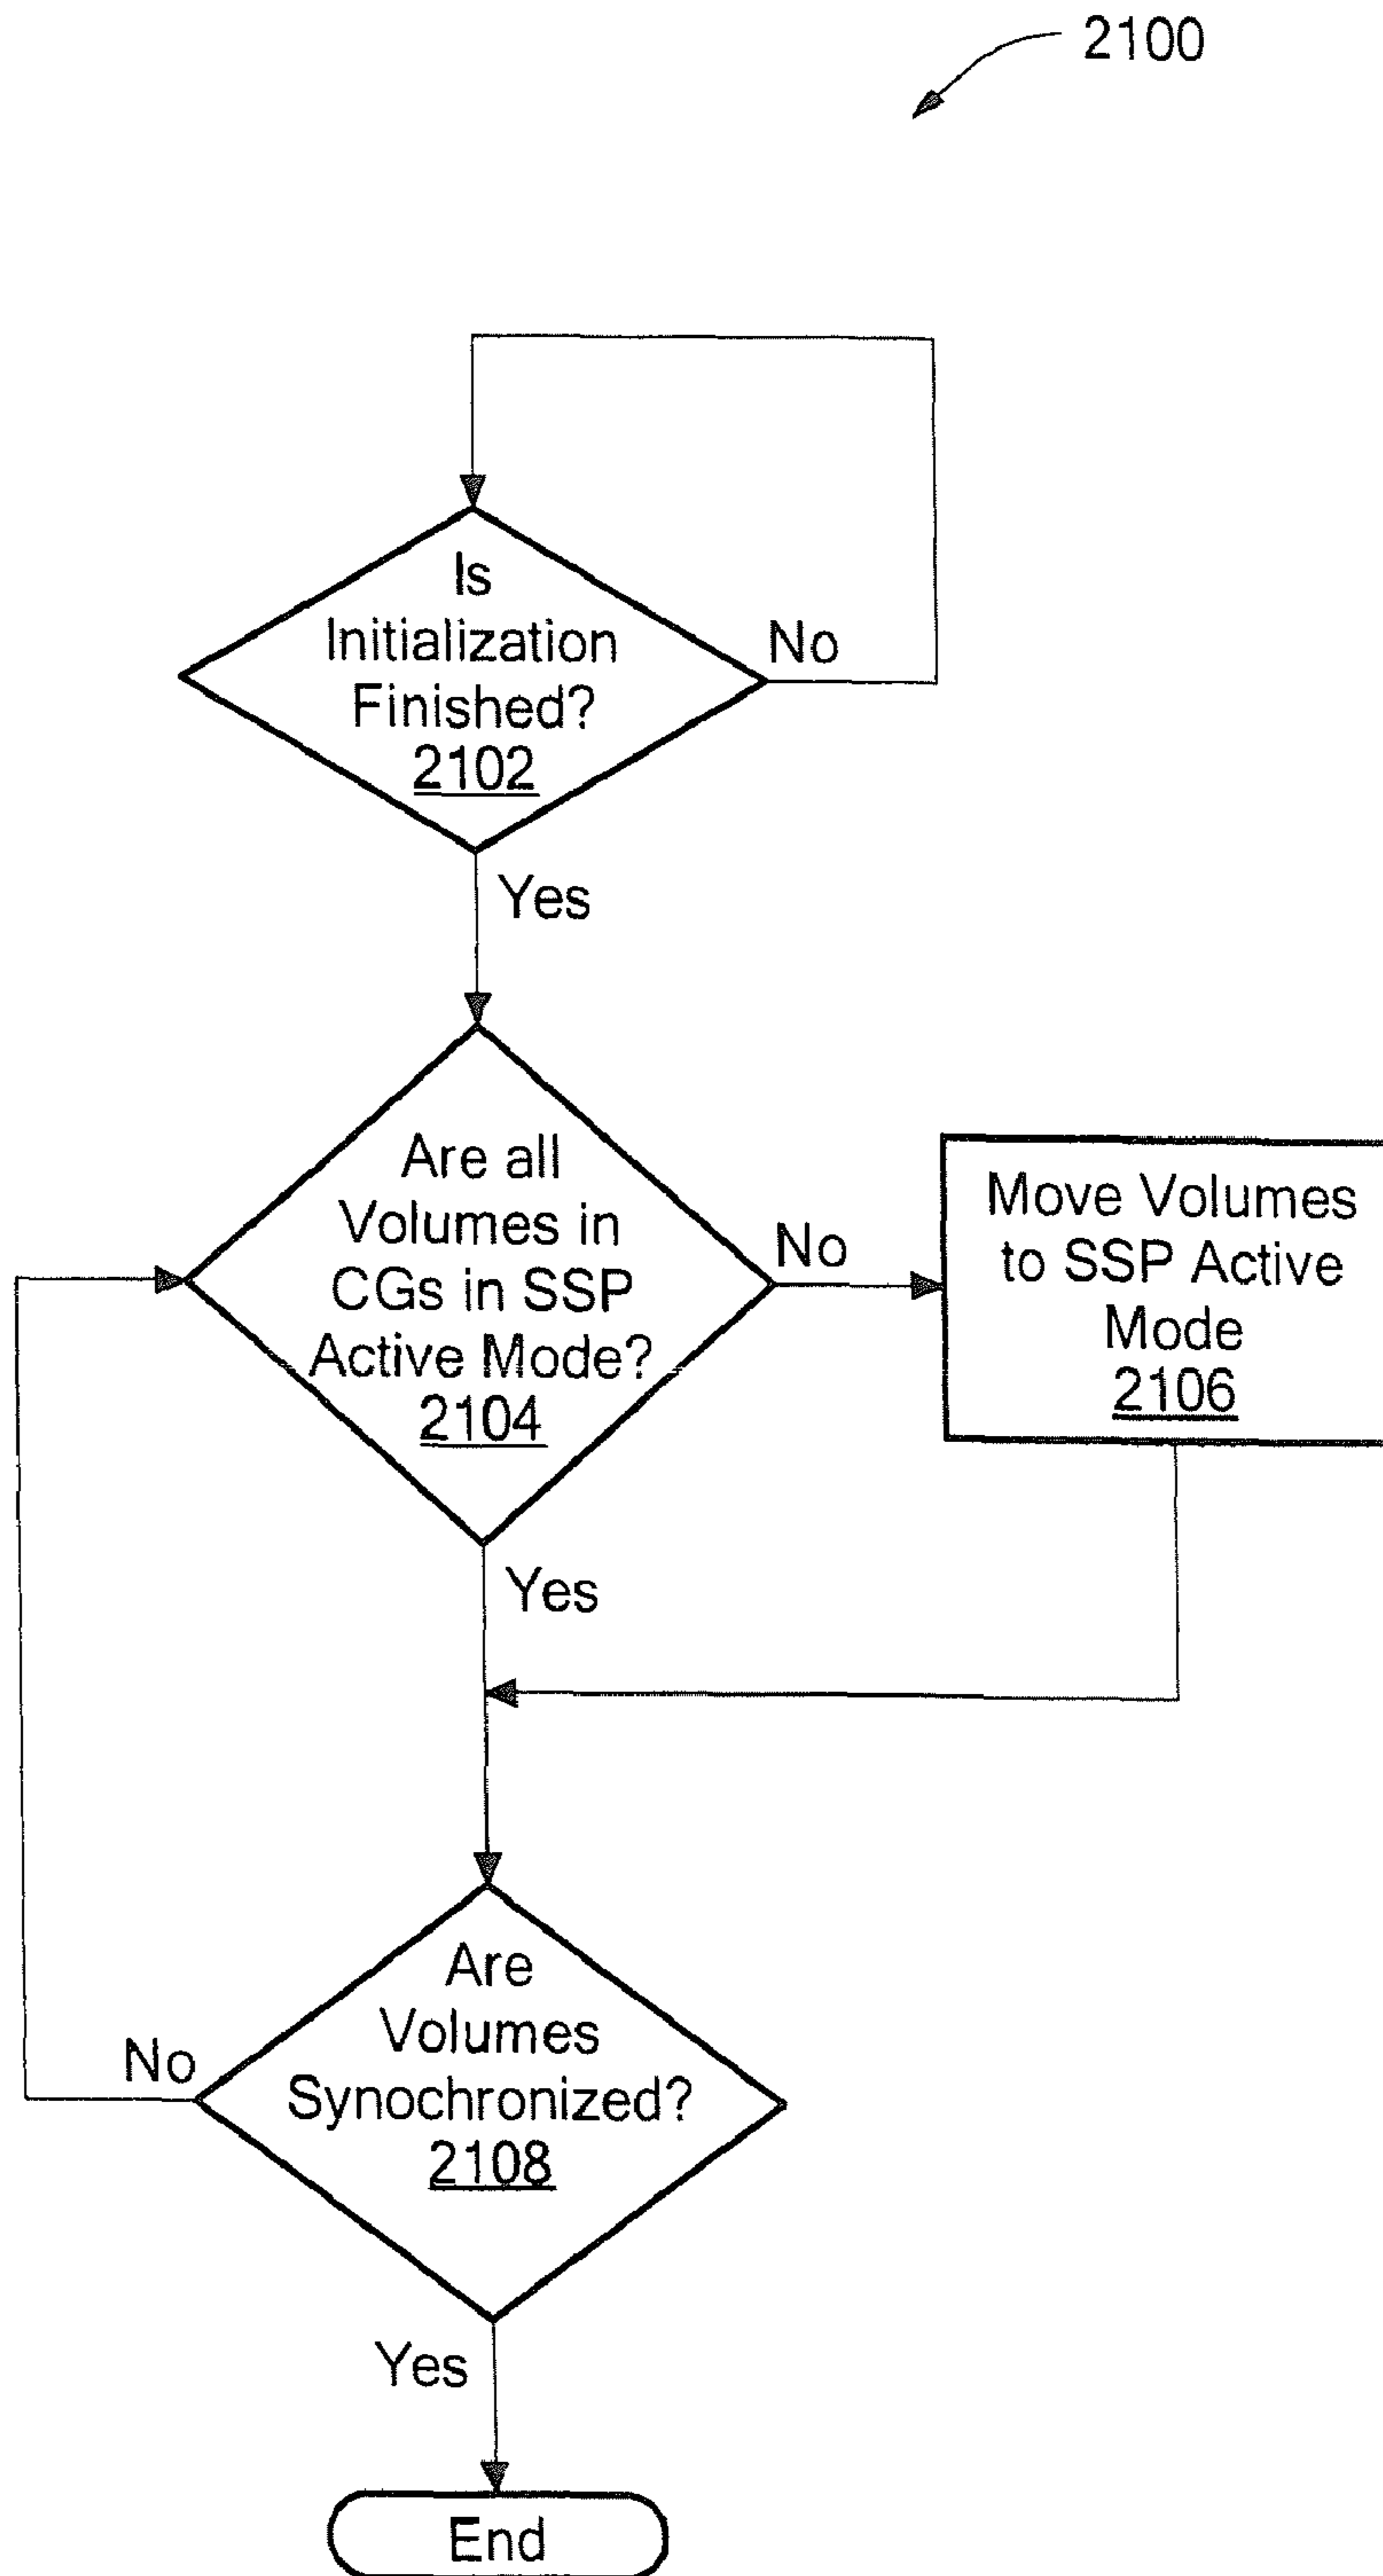 2100
Is
Initialization
Finished?
2102
No
Yes
Are all
Volumes in
CGs in SSP
Active Mode?
2104
No
Move Volumes
to SSP Active
Mode
2106
Yes
Are
Volumes
Synochronized?
2108
No
Yes
End